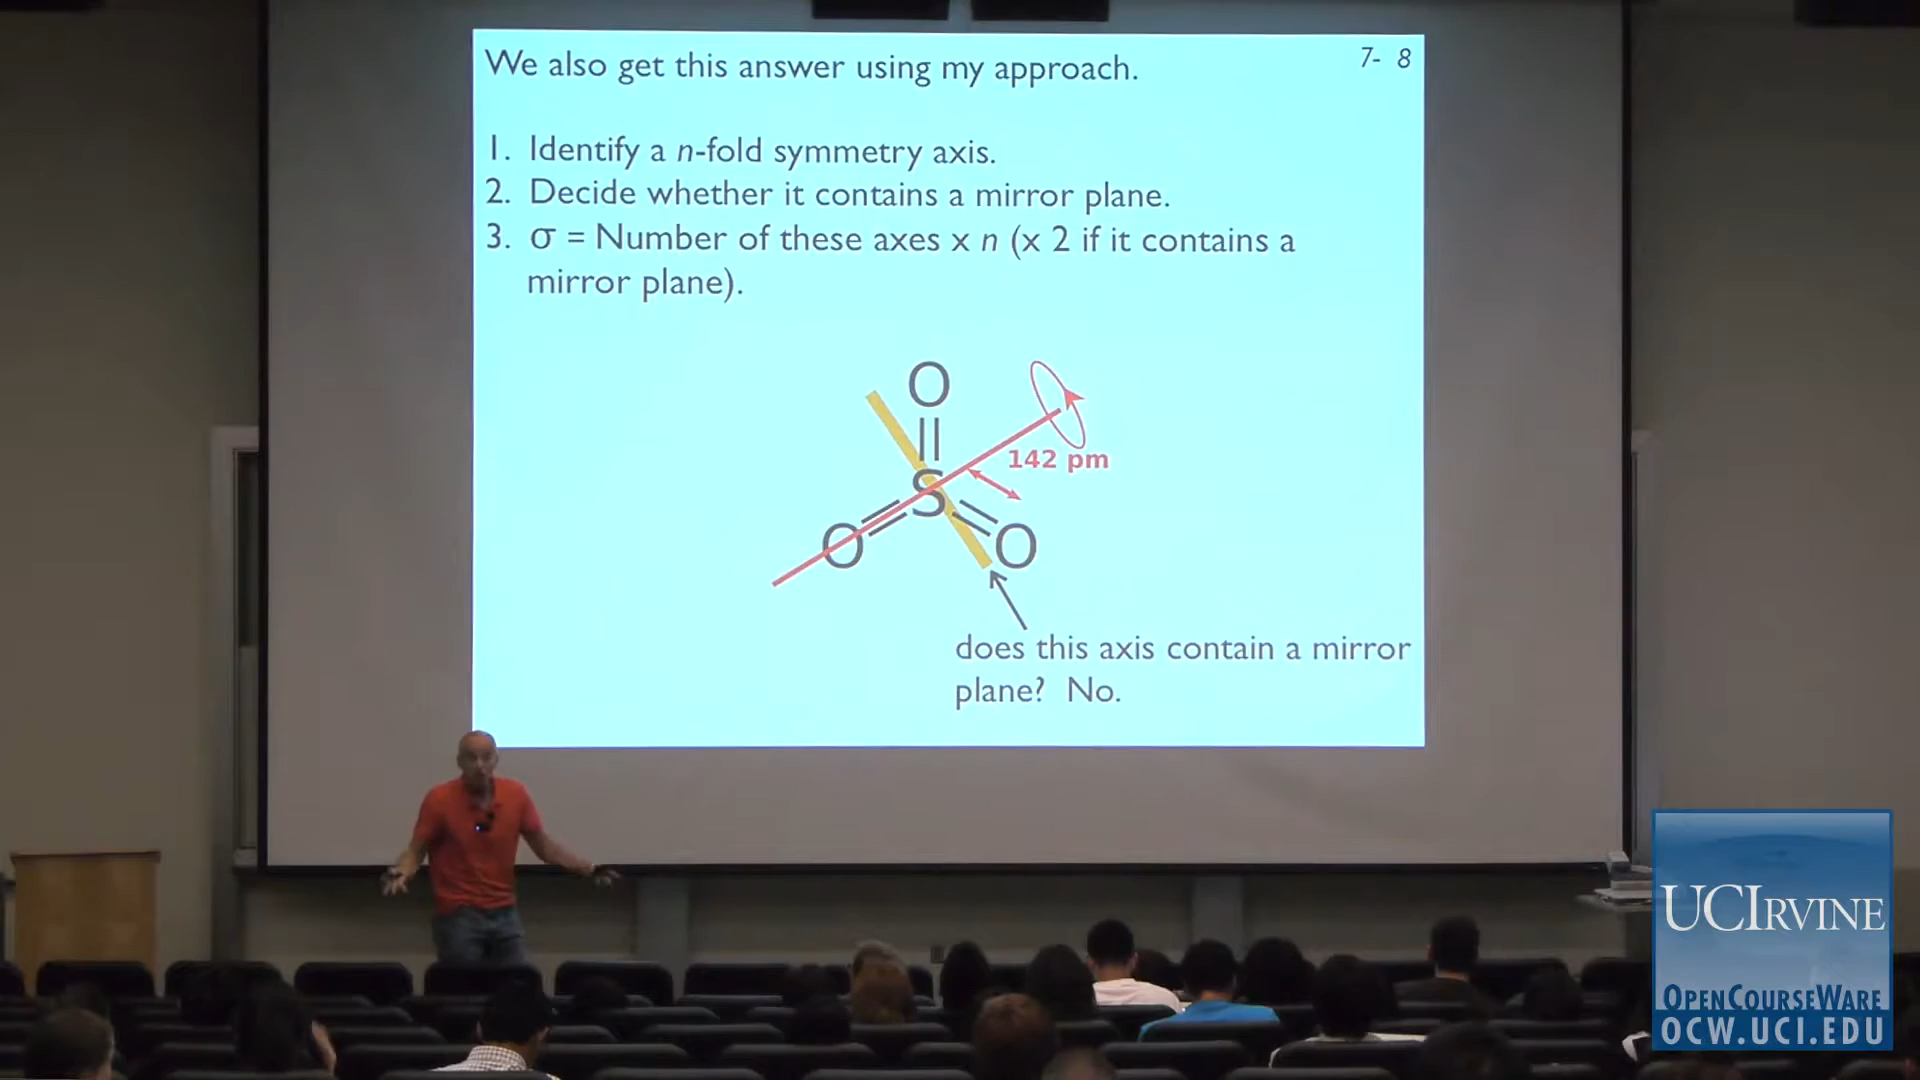 We also get this answer using my approach.
7- 8
1. Identify a n-fold symmetry axis.
2. Decide whether it contains a mirror plane.
3. σ = Number of these axes x n (x 2 if it contains a
mirror plane).
O
142 pm
S
O
O
does this axis contain a mirror
plane? No.
UCIRVINE
OPENCOURSEWARE
OCW.UCI.EDU